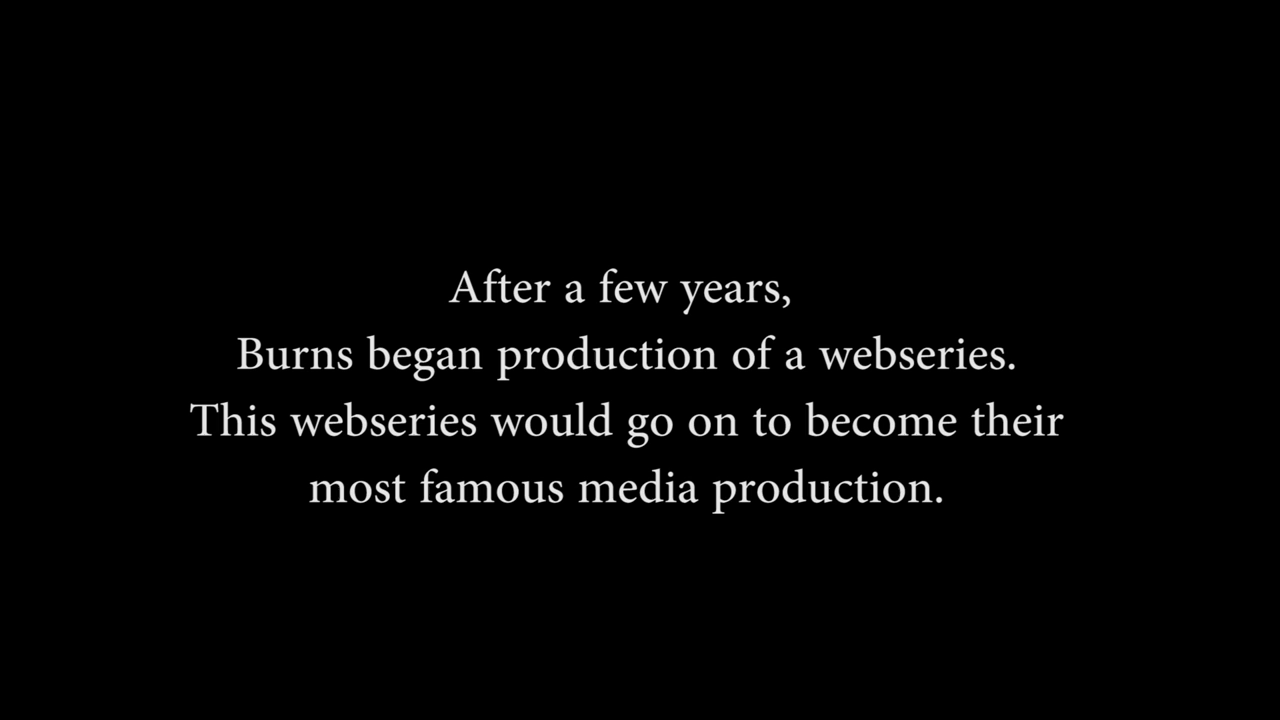 After a few years,
Burns began production of a webseries.
This webseries would go on to become their
most famous media production.